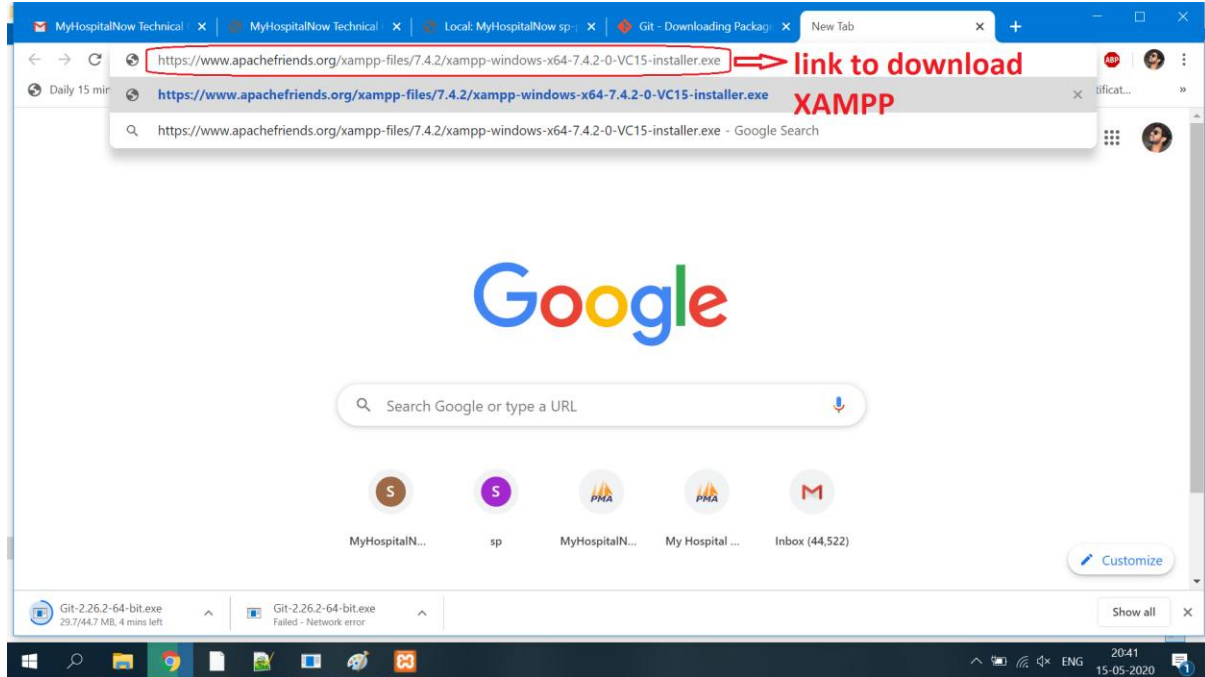 MyHospitalNow Technical
MyHospitalNow Technical
Local: MyHospitalNow sp-
Git - Downloading Packag
New Tab
https://www.apachefriends.org/xampp-files/7.4.2/xampp-windows-x64-7.4.2-0-VC15-installer.exe
link to download
XAMPP
ABP
Daily 15 min
https://www.apachefriends.org/xampp-files/7.4.2/xampp-windows-x64-7.4.2-0-VC15-installer.exe
tificat...
https://www.apachefriends.org/xampp-files/7.4.2/xampp-windows-x64-7.4.2-0-VC15-installer.exe - Google Search
Google
Search Google or type a URL
S
S
PMA
PMA
MyHospitalN...
sp
MyHospitalN...
My Hospital ...
Inbox (44,522)
Customize
Git-2.26.2-64-bit.exe
29.7/44.7 MB, 4 mins left
Git-2.26.2-64-bit.exe
Failed - Network error
Show all
ENG
20:41
15-05-2020
1